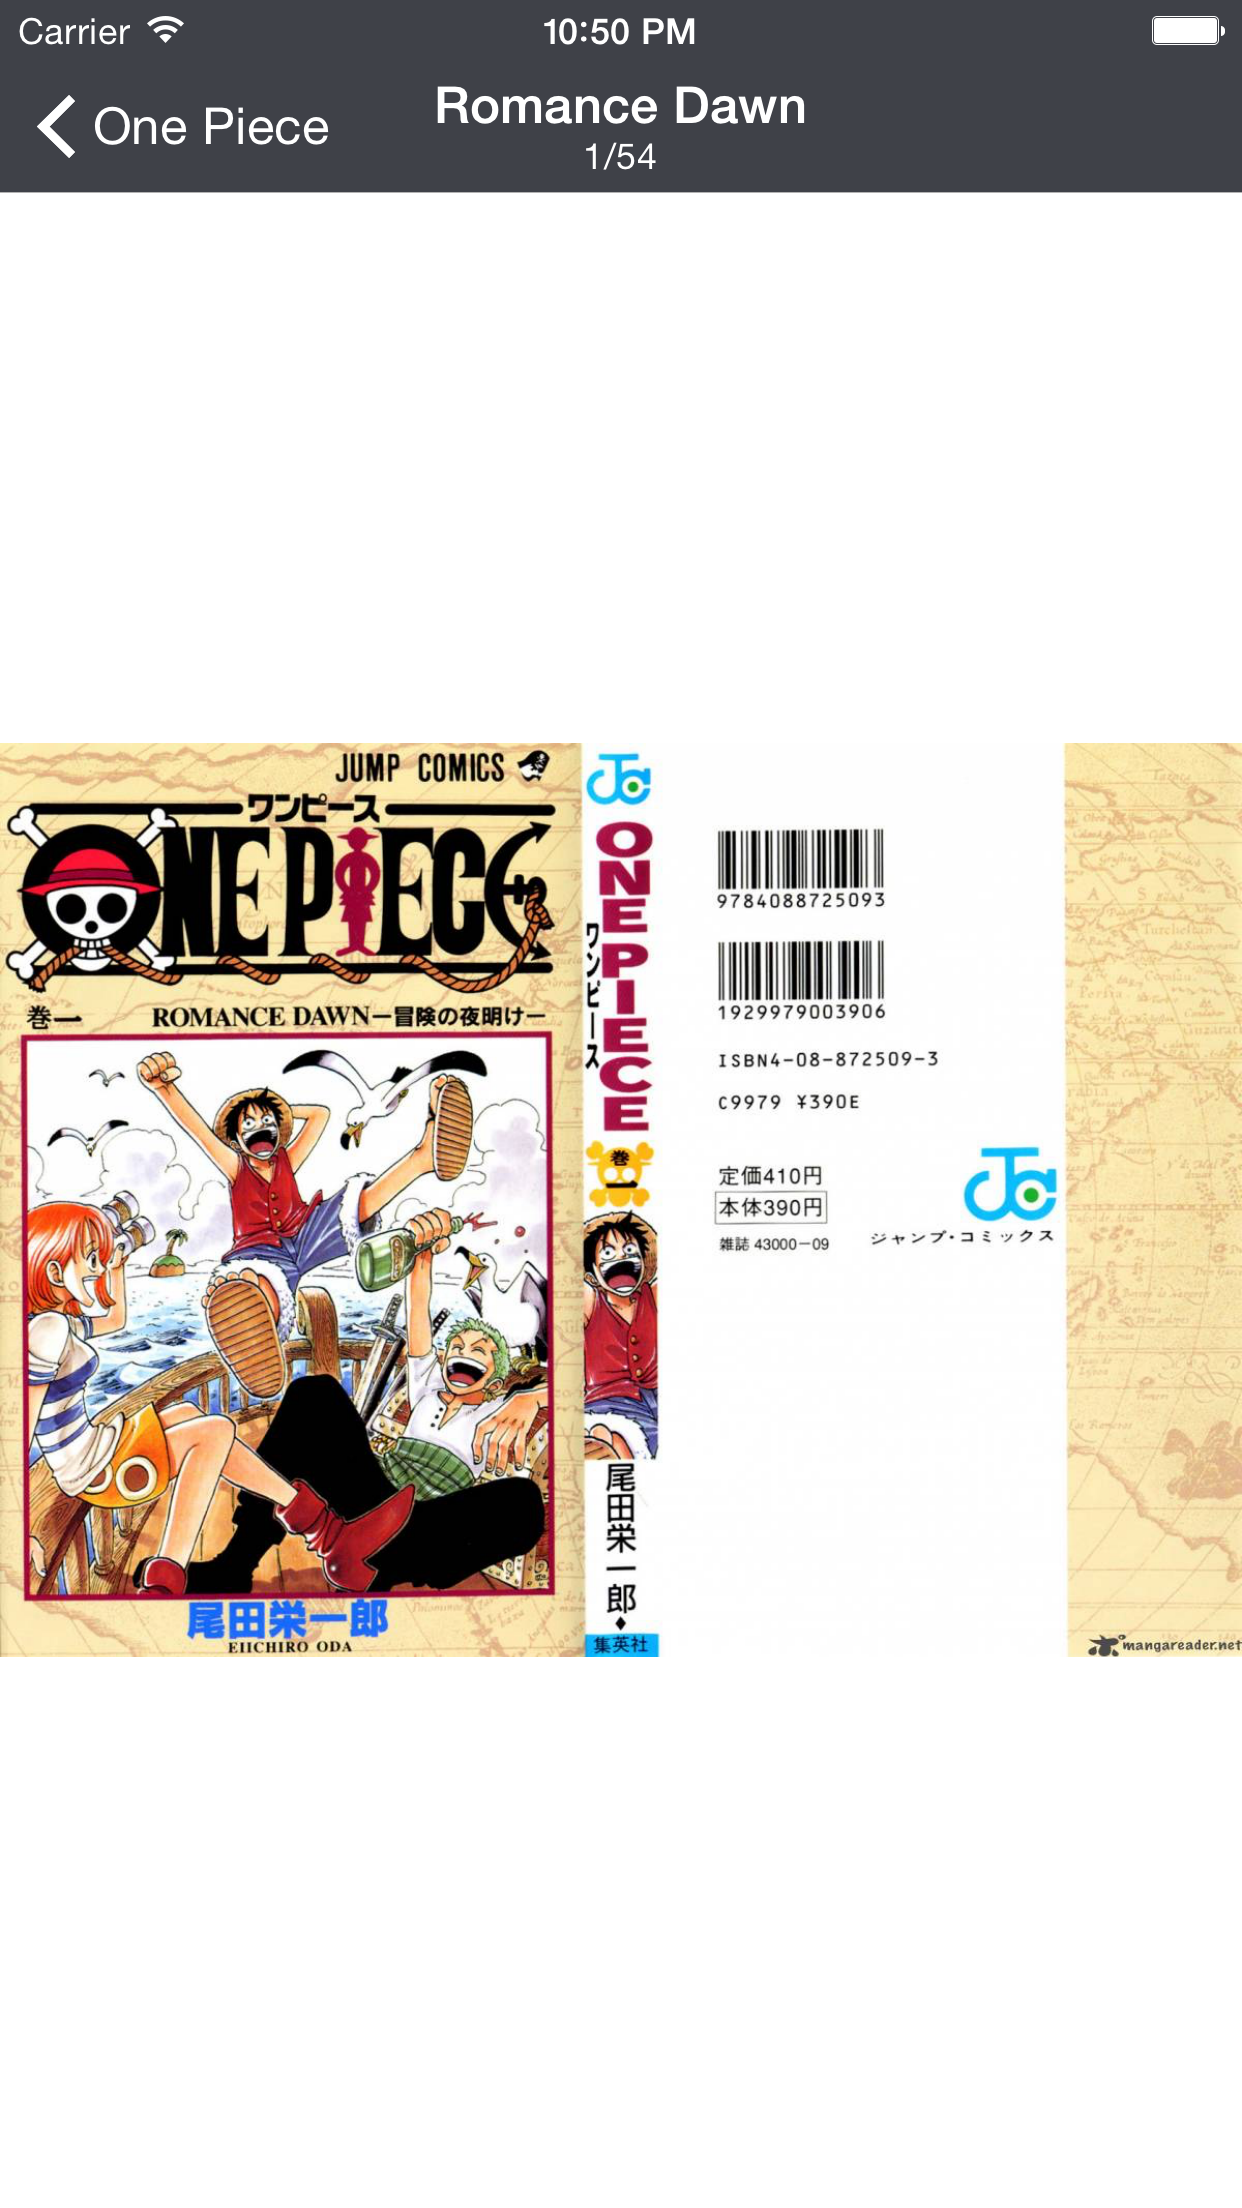 Carrier
10:50 PM
One Piece
Romance Dawn
1/54
JUMP COMICS
ワンピース
ONE PIECE
巻一
ROMANCE DAWN—冒険の夜明け—
尾田栄一郎
EIICHIRO ODA
JC
ONE PIECE
ワンピース
巻一
尾田栄一郎
集英社
9784088725093
1929979003906
ISBN4-08-872509-3
C9979 ¥390E
定価410円
本体390円
雑誌 43000-09
JC
ジャンプ・コミックス
mangareader.net